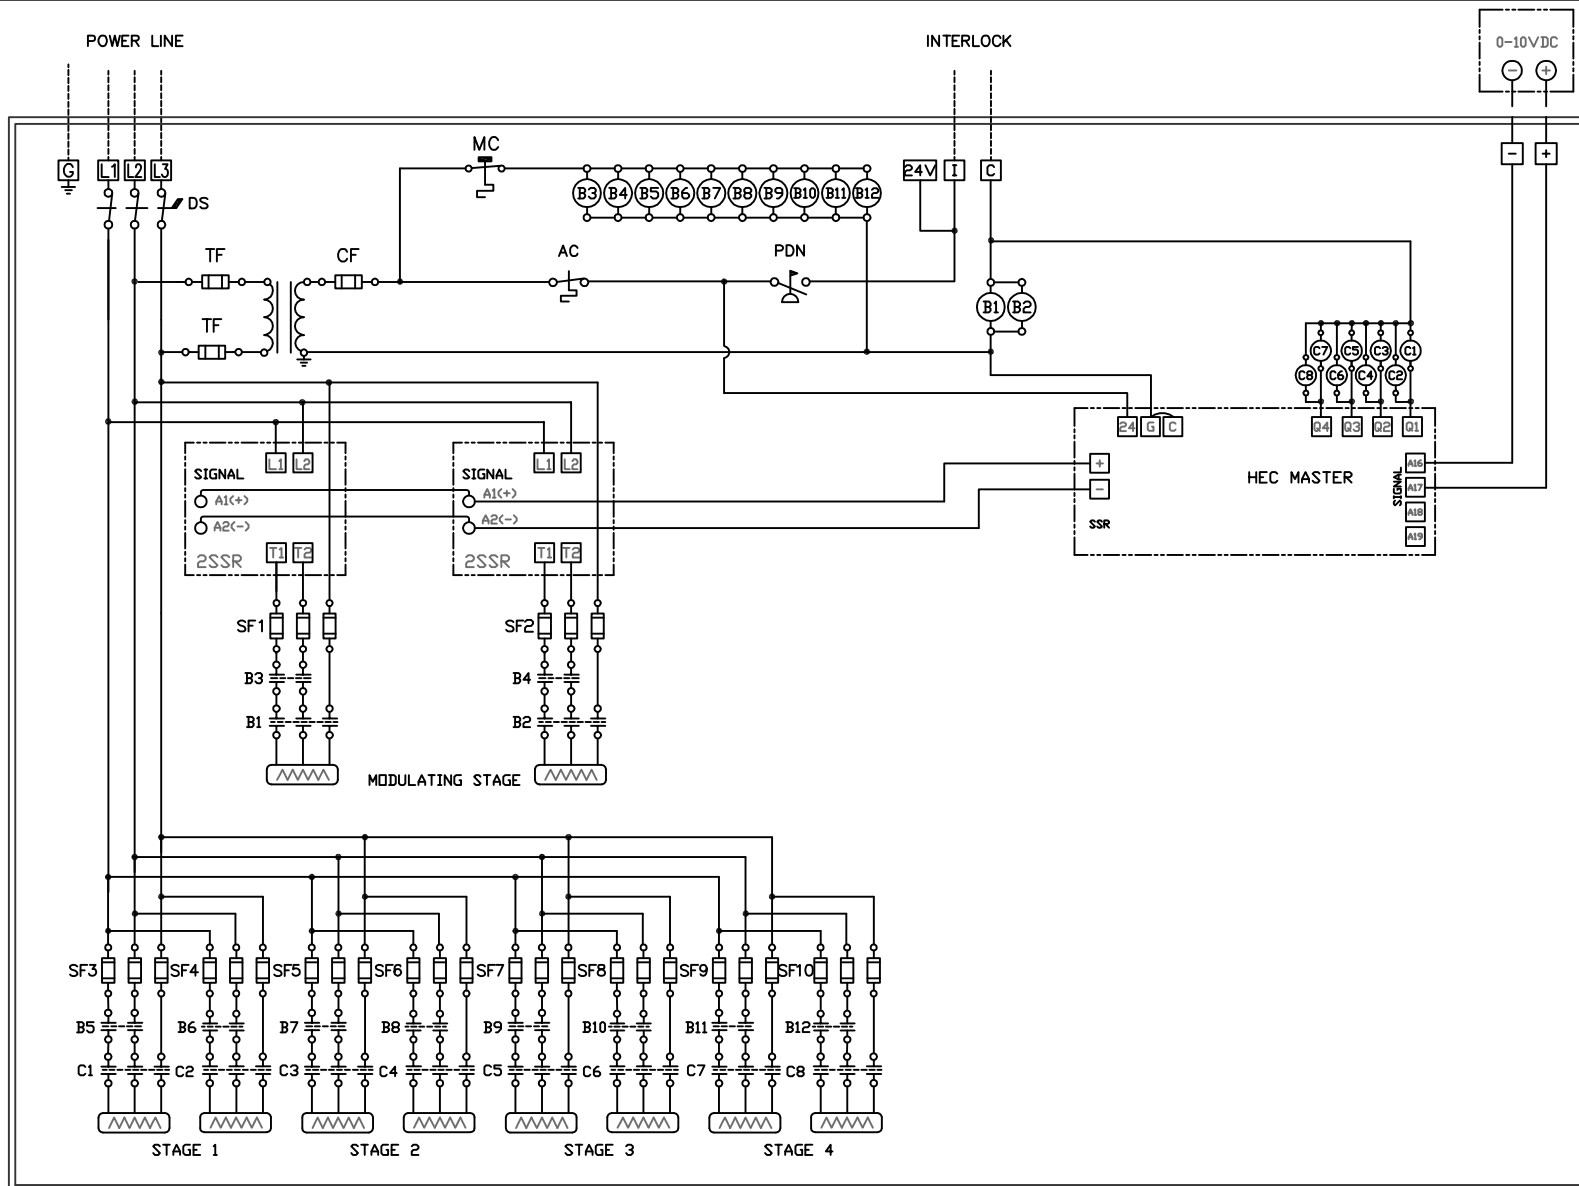 POWER LINE
INTERLOCK
0-10VDC
- +
MC
G L1 L2 L3
24V I C
- +
B3 B4 B5 B6 B7 B8 B9 B10 B11 B12
DS
TF CF AC PDN
B1 B2
TF
C7 C5 C3 C1
C8 C6 C4 C2
24 G C Q4 Q3 Q2 Q1
L1 L2 L1 L2
SIGNAL SIGNAL
+ HEC MASTER A16
A1(+) A1(+)
- SIGNAL A17
A2(-) A2(-)
SSR A18
A19
T1 T2 T1 T2
2SSR 2SSR
SF1 SF2
B3 B4
B1 B2
MODULATING STAGE
SF3 SF4 SF5 SF6 SF7 SF8 SF9 SF10
B5 B6 B7 B8 B9 B10 B11 B12
C1 C2 C3 C4 C5 C6 C7 C8
STAGE 1 STAGE 2 STAGE 3 STAGE 4